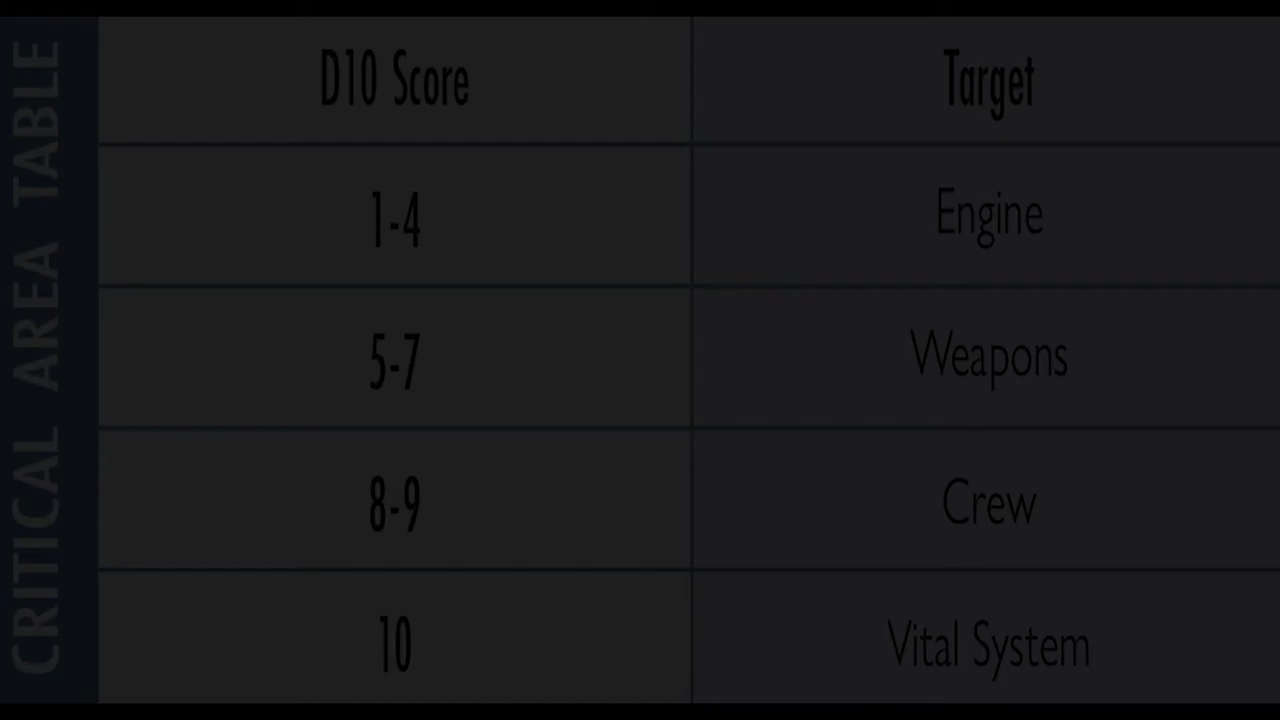 CRITICAL AREA TABLE
D10 Score Target
1-4 Engine
5-7 Weapons
8-9 Crew
10 Vital System